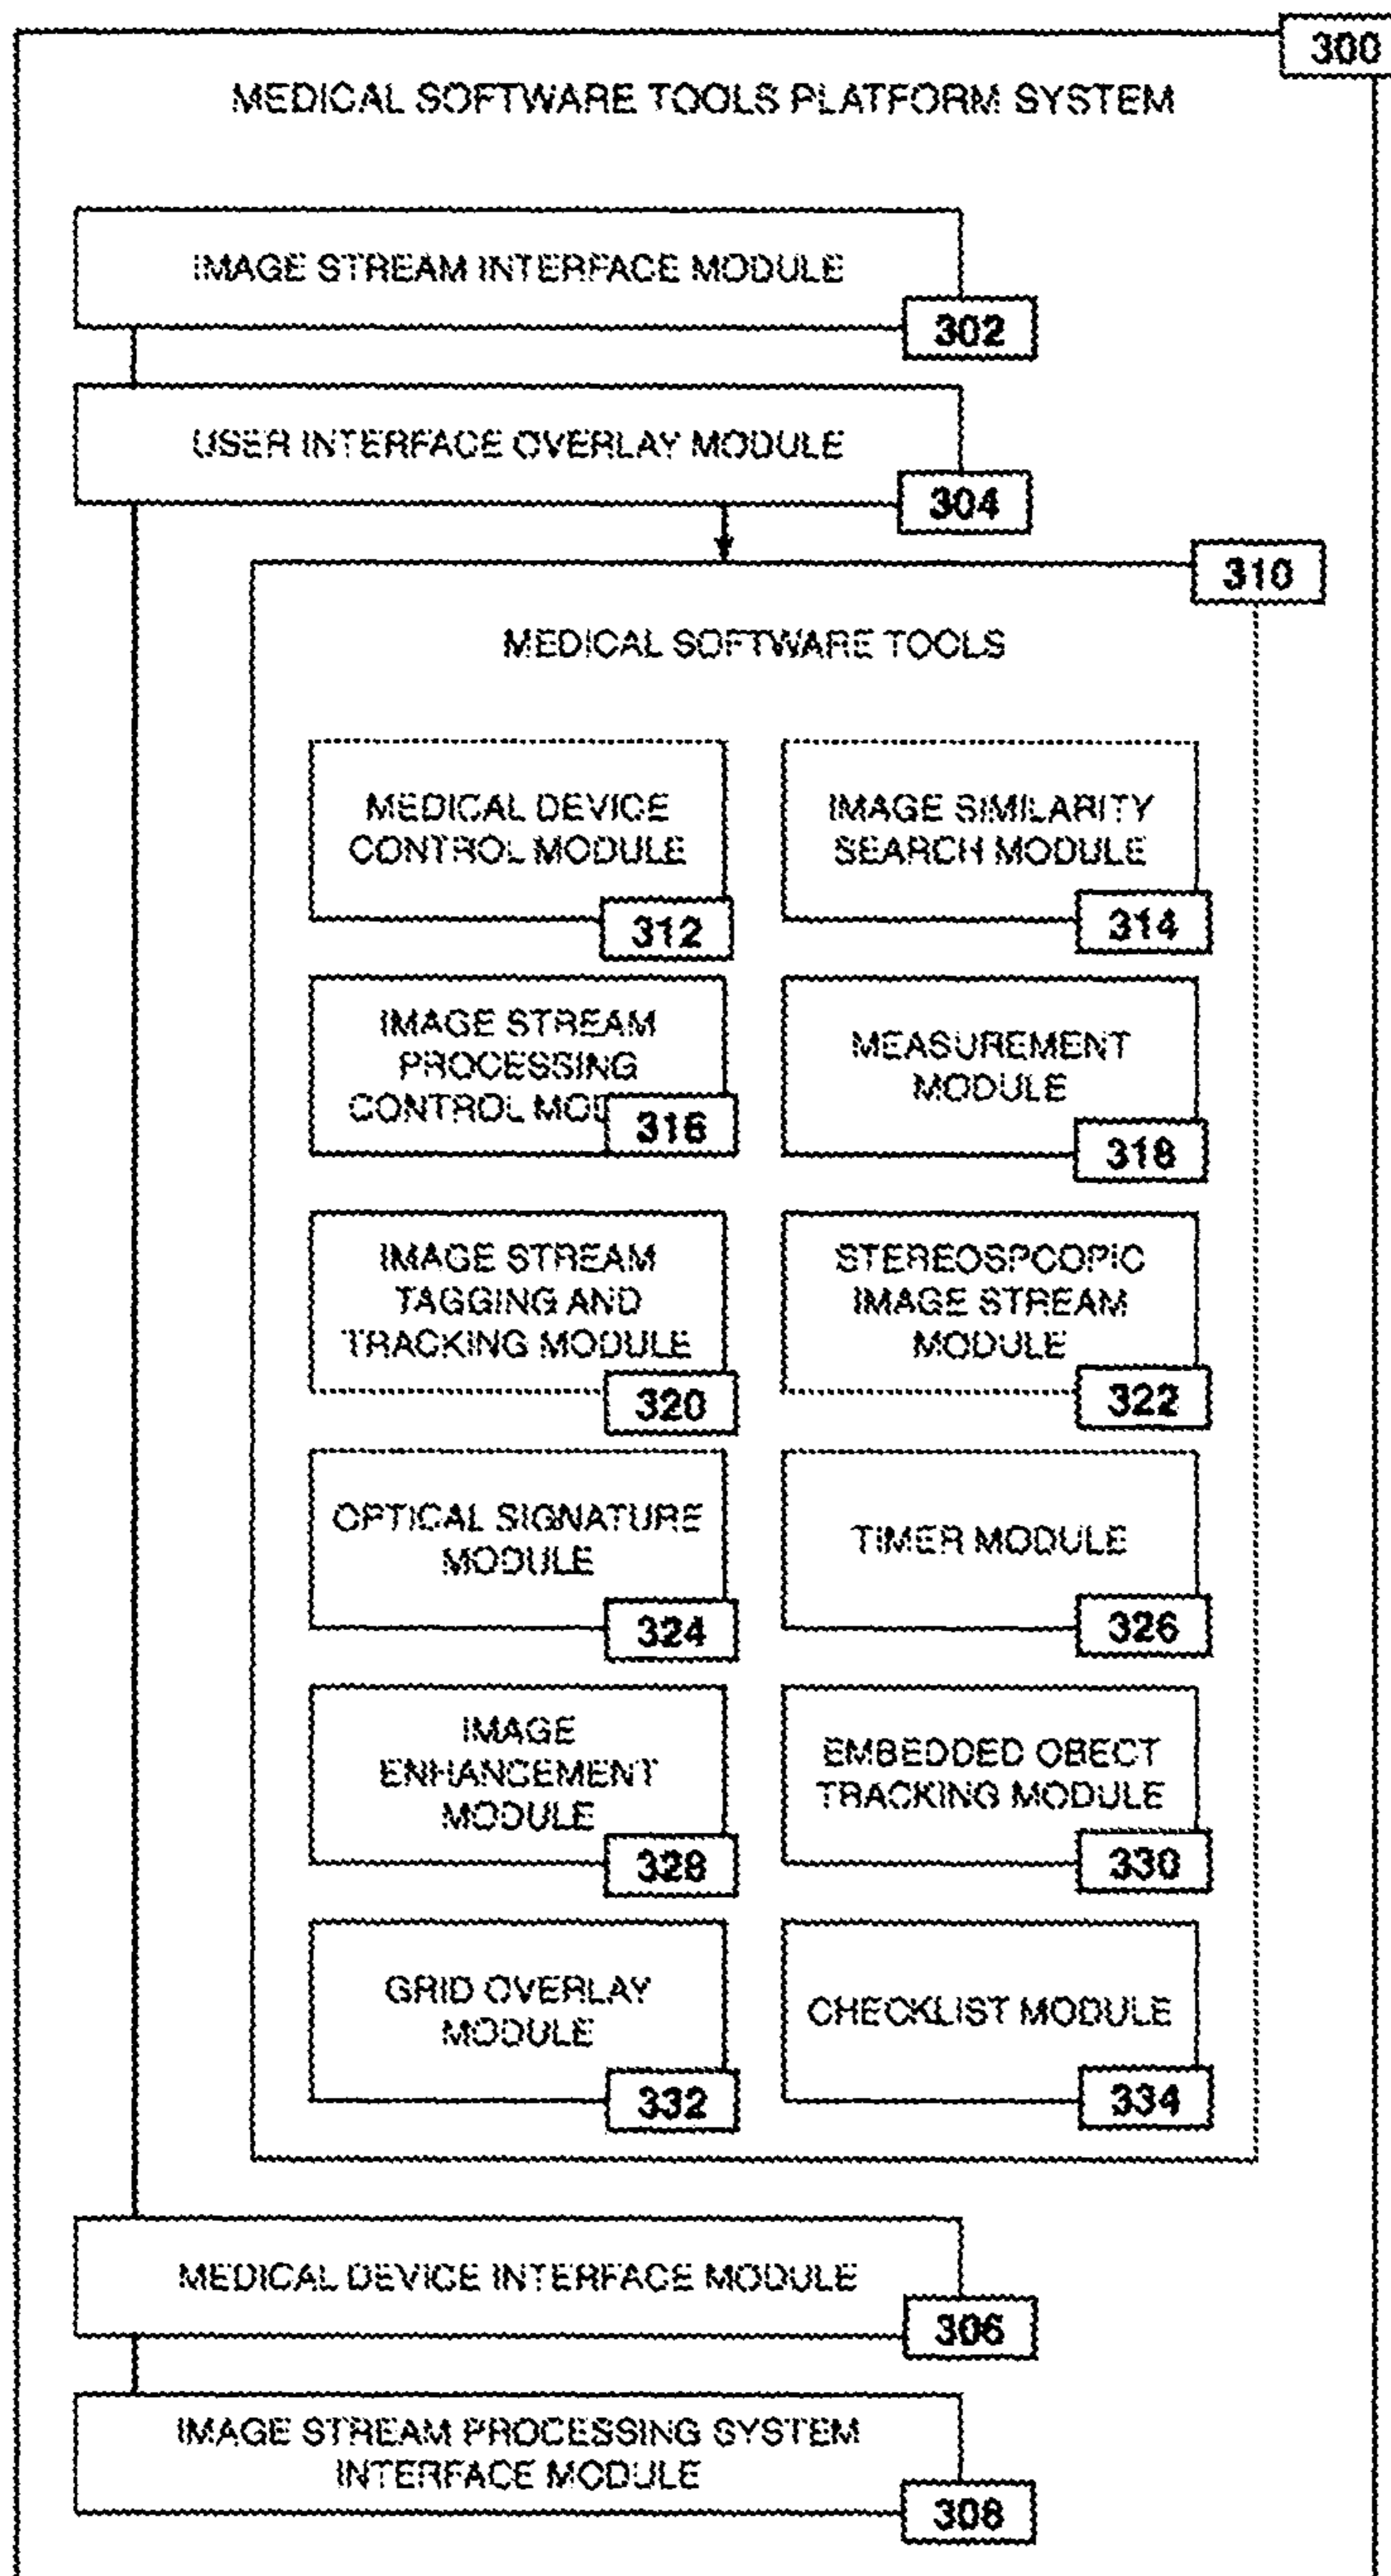 300
MEDICAL SOFTWARE TOOLS PLATFORM SYSTEM
IMAGE STREAM INTERFACE MODULE
302
USER INTERFACE OVERLAY MODULE
304
310
MEDICAL SOFTWARE TOOLS
MEDICAL DEVICE
CONTROL MODULE
312
IMAGE SIMILARITY
SEARCH MODULE
314
IMAGE STREAM
PROCESSING
CONTROL MOD
316
MEASUREMENT
MODULE
318
IMAGE STREAM
TAGGING AND
TRACKING MODULE
320
STEREOSPCOPIC
IMAGE STREAM
MODULE
322
OPTICAL SIGNATURE
MODULE
324
TIMER MODULE
326
IMAGE
ENHANCEMENT
MODULE
328
EMBEDDED OBECT
TRACKING MODULE
330
GRID OVERLAY
MODULE
332
CHECKLIST MODULE
334
MEDICAL DEVICE INTERFACE MODULE
306
IMAGE STREAM PROCESSING SYSTEM
INTERFACE MODULE
308